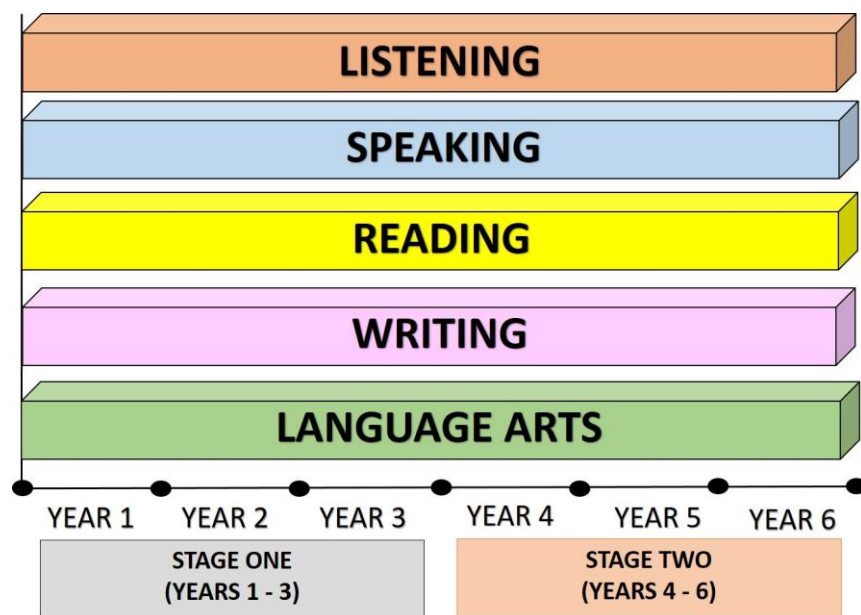 LISTENING
SPEAKING
READING
WRITING
LANGUAGE ARTS
YEAR 1 YEAR 2 YEAR 3 YEAR 4 YEAR 5 YEAR 6
STAGE ONE
(YEARS 1 - 3)
STAGE TWO
(YEARS 4 - 6)